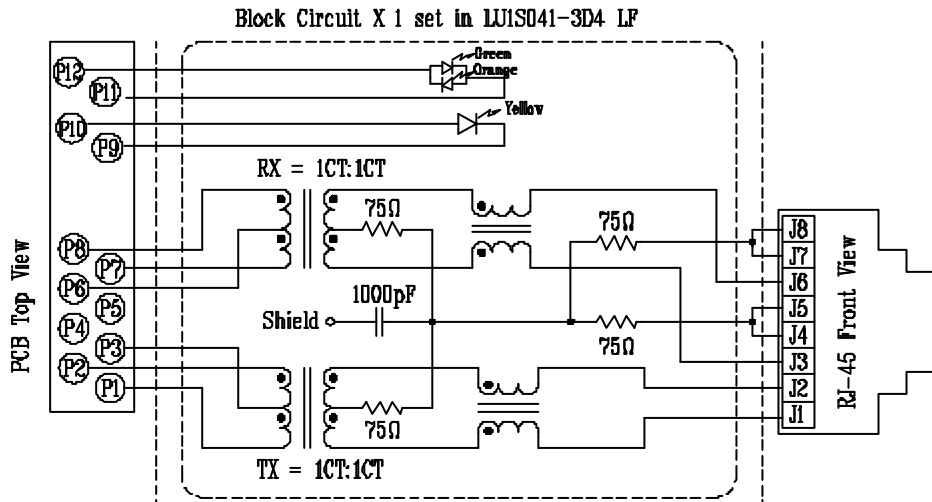 Block Circuit X 1 set in LU1S041-3D4 LF
P12
Green
Orange
P11
P10
Yellow
P9
RX = 1CT:1CT
75Ω
75Ω
P8
P7
P6
P5
P4
P3
P2
P1
PCB Top View
1000pF
Shield
75Ω
75Ω
TX = 1CT:1CT
J8
J7
J6
J5
J4
J3
J2
J1
RJ-45 Front View